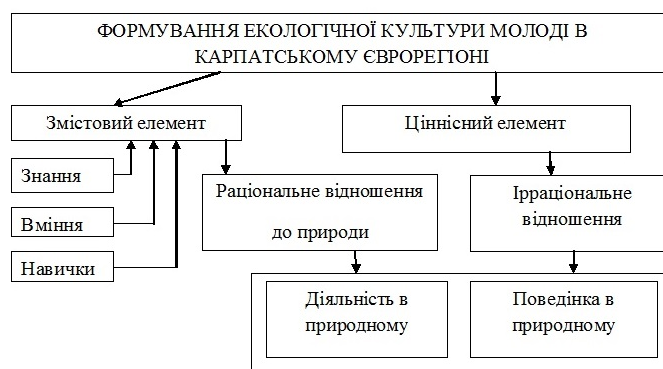 ФОРМУВАННЯ ЕКОЛОГІЧНОЇ КУЛЬТУРИ МОЛОДІ В
КАРПАТСЬКОМУ ЄВРОРЕГІОНІ
Змістовий елемент
Ціннісний елемент
Знання
Вміння
Навички
Раціональне відношення
до природи
Ірраціональне
відношення
Діяльність в
природному
Поведінка в
природному